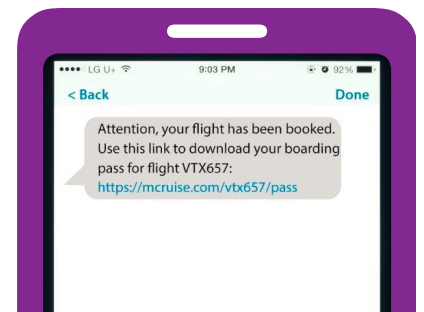 LG U+ 9:03 PM 92%
< Back Done
Attention, your flight has been booked.
Use this link to download your boarding
pass for flight VTX657:
https://mcruise.com/vtx657/pass